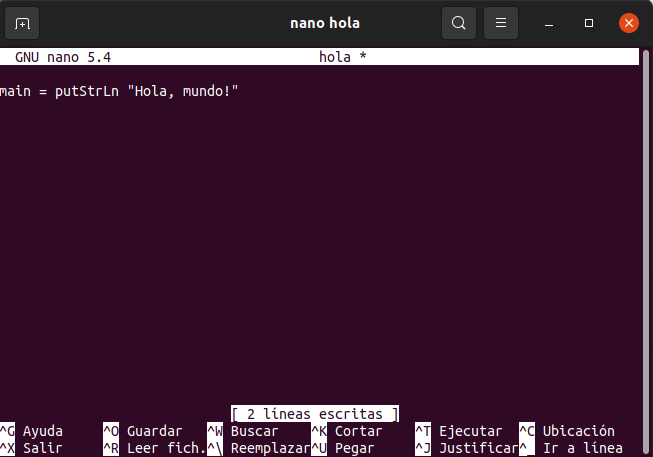 nano hola
GNU nano 5.4 hola *
main = putStrLn "Hola, mundo!"
[ 2 líneas escritas ]
^G Ayuda ^O Guardar ^W Buscar ^K Cortar ^T Ejecutar ^C Ubicación
^X Salir ^R Leer fich. ^\ Reemplazar ^U Pegar ^J Justificar ^_ Ir a línea